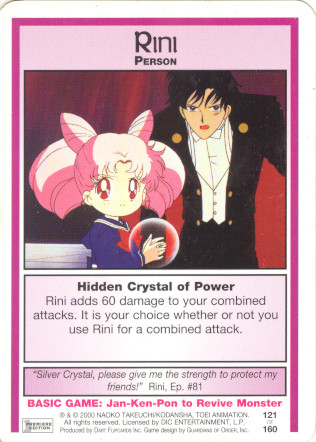 Rini
Person
Hidden Crystal of Power
Rini adds 60 damage to your combined
attacks. It is your choice whether or not you
use Rini for a combined attack.
"Silver Crystal, please give me the strength to protect my
friends!" Rini, Ep. #81
BASIC GAME: Jan-Ken-Pon to Revive Monster
PREMIERE
EDITION
® & © 2000 NAOKO TAKEUCHI/KODANSHA, TOEI ANIMATION.
Licensed by DIC ENTERTAINMENT, L.P.
Produced by Dart Flipcards Inc. Game design by Guardians of Order, Inc.
121
OF
160